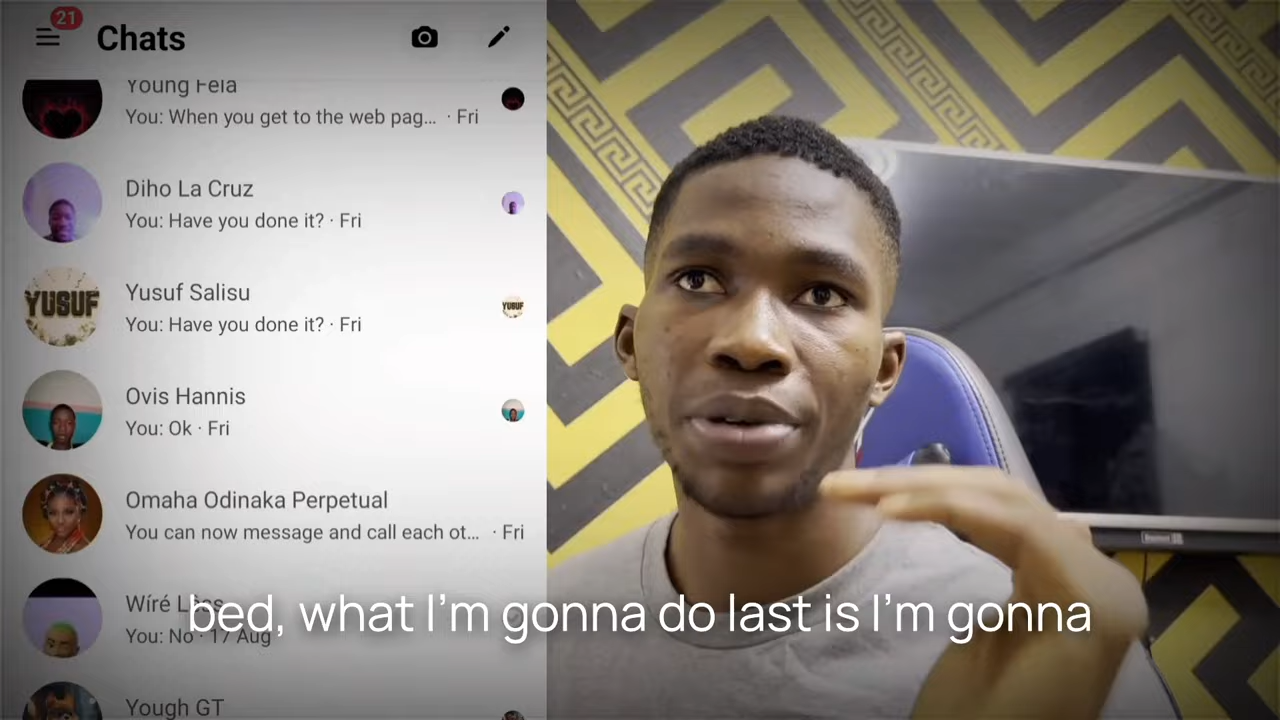 21
Chats
Young Fela
You: When you get to the web pag... · Fri
Diho La Cruz
You: Have you done it? · Fri
YUSUF
Yusuf Salisu
You: Have you done it? · Fri
YUSUF
Ovis Hannis
You: Ok · Fri
Omaha Odinaka Perpetual
You can now message and call each ot... · Fri
Wíré
You: No · 17 Aug
bed, what I'm gonna do last is I'm gonna
Yough GT